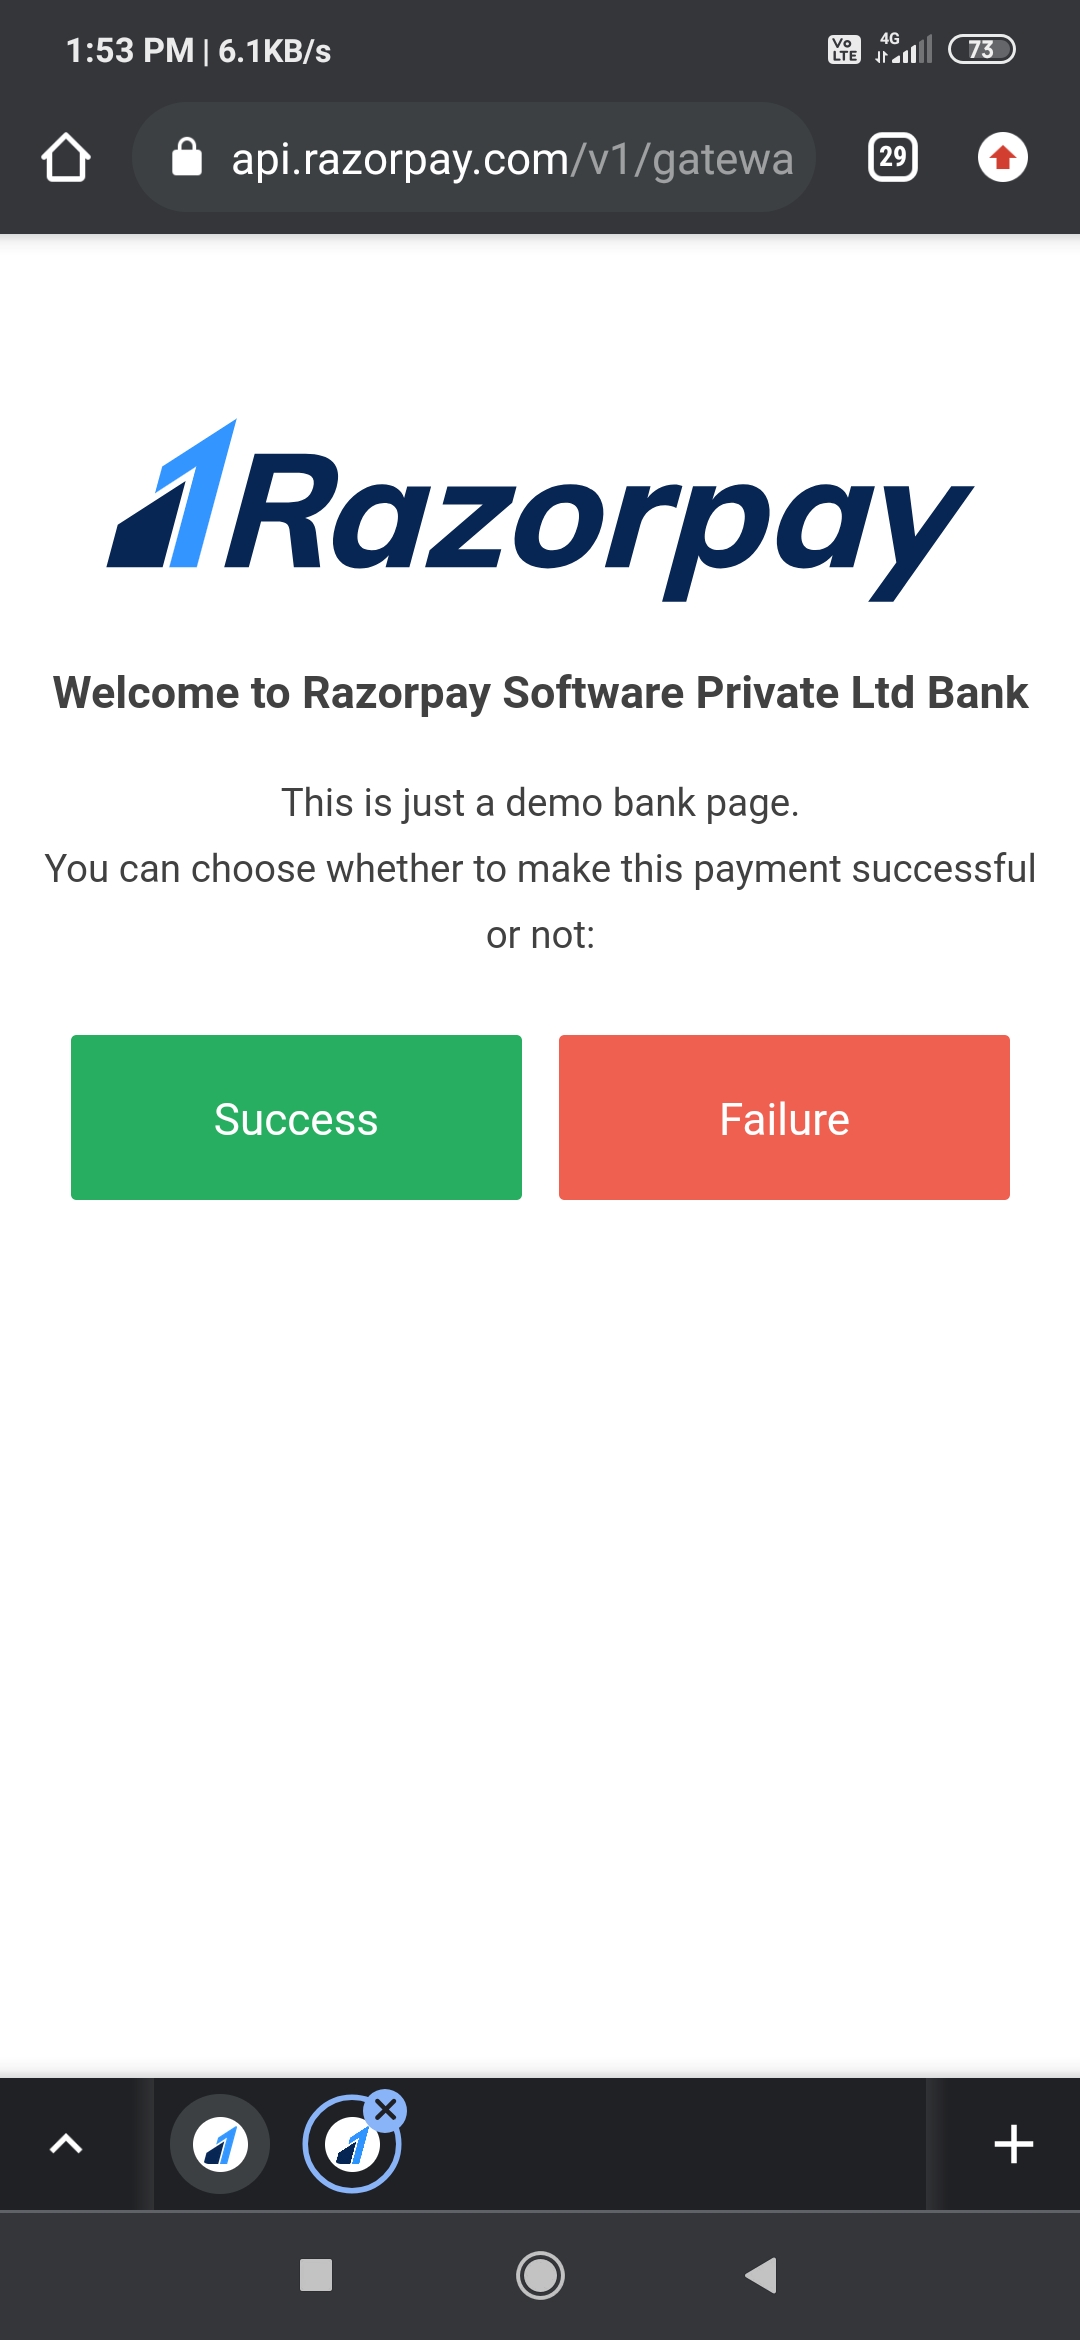 1:53 PM | 6.1KB/s
Vo LTE 4G 73
api.razorpay.com/v1/gatewa
29
Razorpay
Welcome to Razorpay Software Private Ltd Bank
This is just a demo bank page.
You can choose whether to make this payment successful
or not:
Success Failure